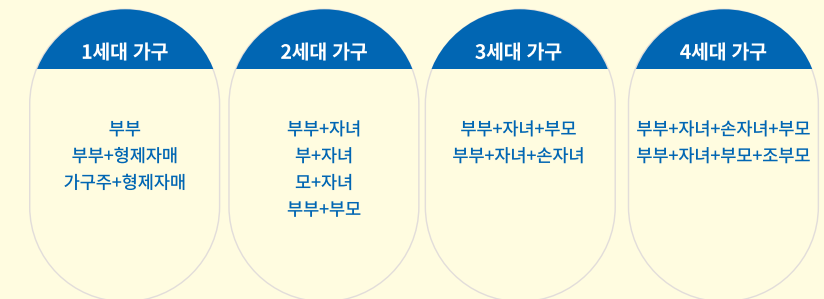 1세대 가구
부부
부부+형제자매
가구주+형제자매
2세대 가구
부부+자녀
부+자녀
모+자녀
부부+부모
3세대 가구
부부+자녀+부모
부부+자녀+손자녀
4세대 가구
부부+자녀+손자녀+부모
부부+자녀+부모+조부모